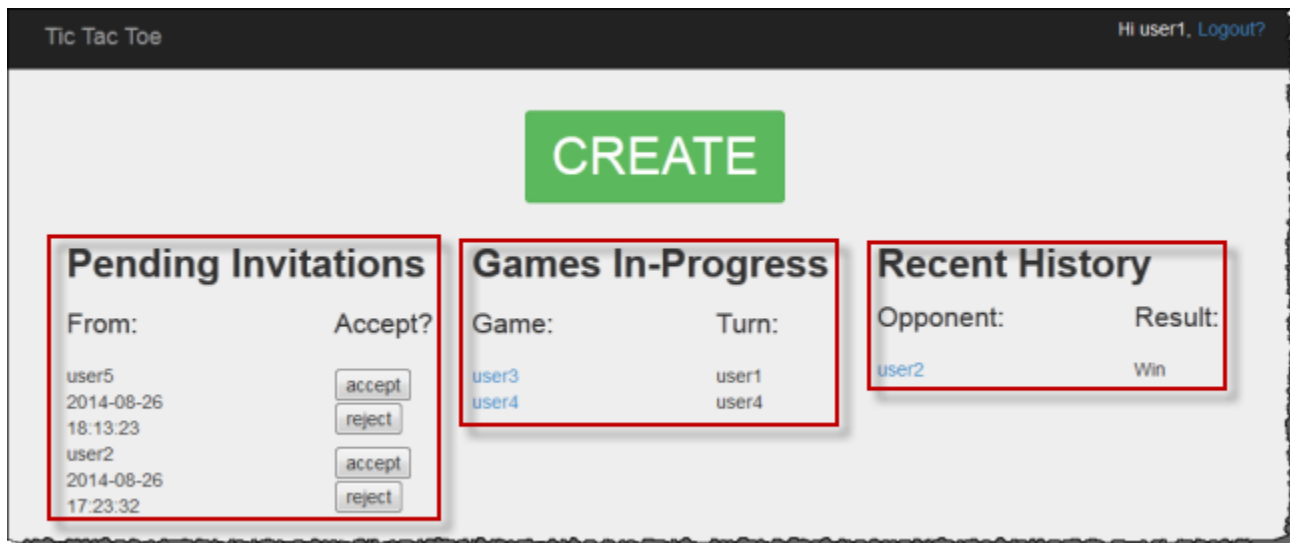 Tic Tac Toe
Hi user1, Logout?
CREATE
Pending Invitations
From: Accept?
user5
2014-08-26
18:13:23
accept
reject
user2
2014-08-26
17:23:32
accept
reject
Games In-Progress
Game: Turn:
user3 user1
user4 user4
Recent History
Opponent: Result:
user2 Win